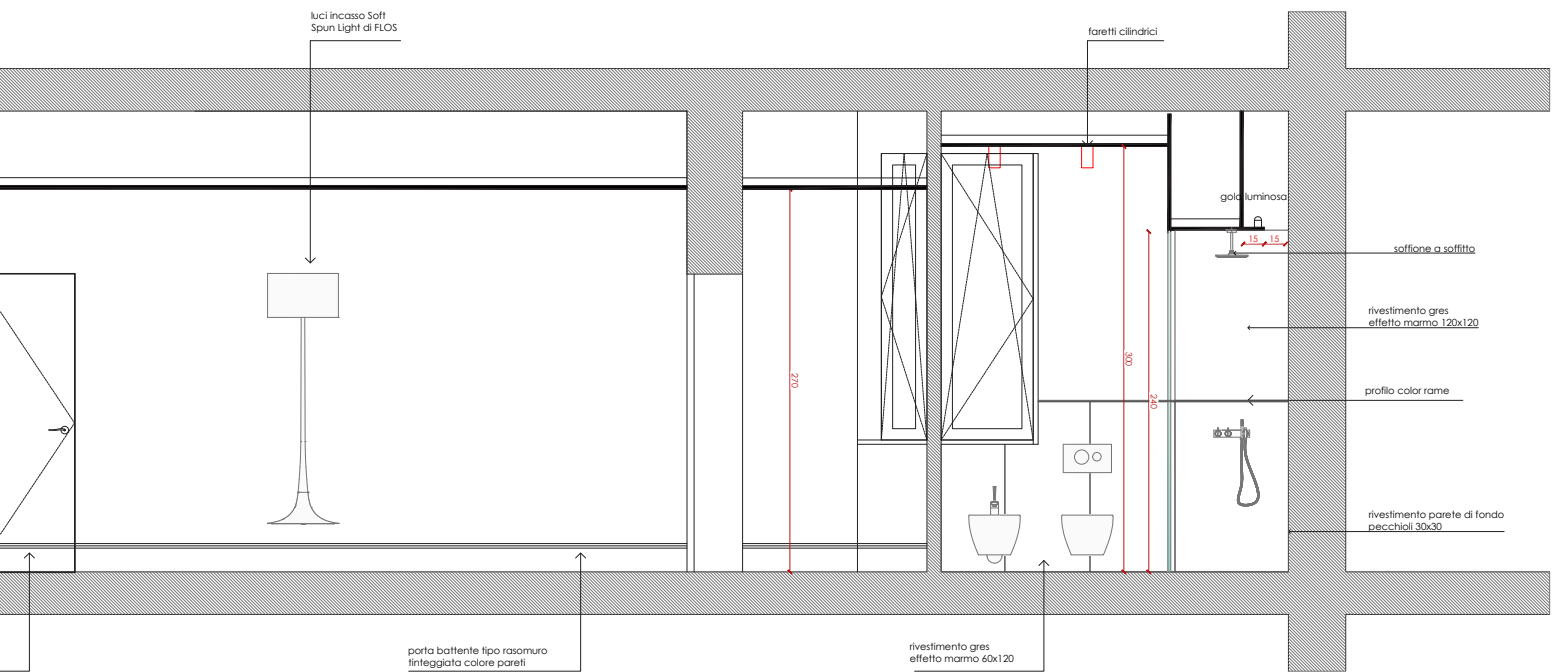 luci incasso Soft
Spun Light di FLOS
faretti cilindrici
gola luminosa
15
15
soffione a soffitto
rivestimento gres
effetto marmo 120x120
300
270
profilo color rame
240
rivestimento parete di fondo
pecchioli 30x30
porta battente tipo rasomuro
tinteggiata colore pareti
rivestimento gres
effetto marmo 60x120